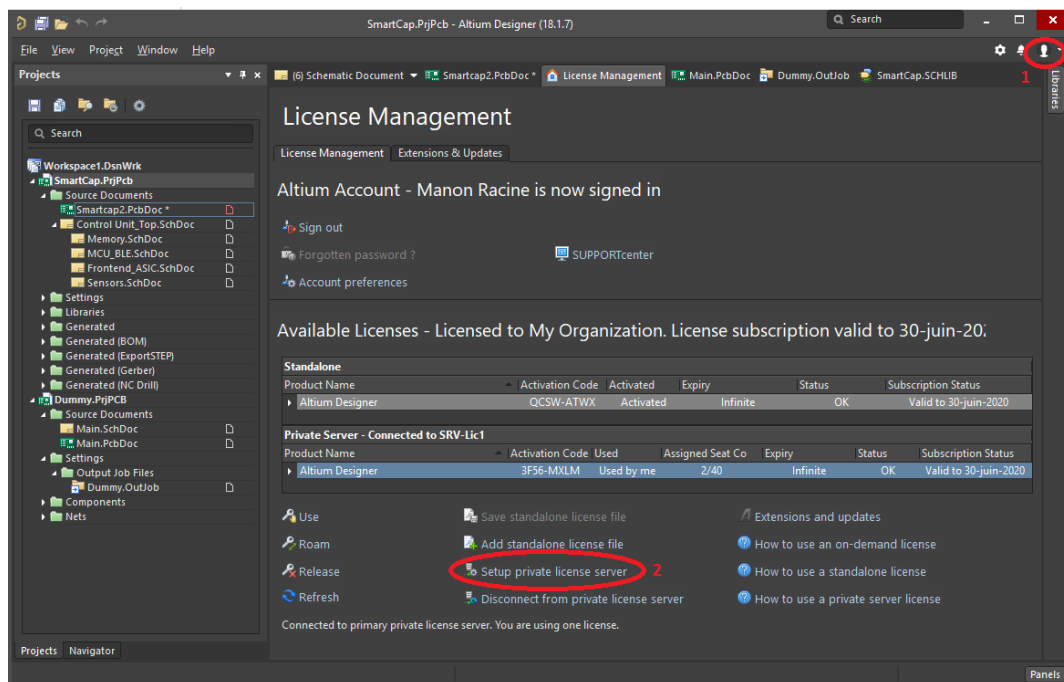 SmartCap.PrjPcb - Altium Designer (18.1.7)
Search
File View Project Window Help
1
Projects
(6) Schematic Document Smartcap2.PcbDoc * License Management Main.PcbDoc Dummy.OutJob SmartCap.SCHLIB
Libraries
Search
Workspace1.DsnWrk
SmartCap.PrjPcb
Source Documents
Smartcap2.PcbDoc *
Control Unit_Top.SchDoc
Memory.SchDoc
MCU_BLE.SchDoc
Frontend_ASIC.SchDoc
Sensors.SchDoc
Settings
Libraries
Generated
Generated (BOM)
Generated (ExportSTEP)
Generated (Gerber)
Generated (NC Drill)
Dummy.PrjPCB
Source Documents
Main.SchDoc
Main.PcbDoc
Settings
Output Job Files
Dummy.OutJob
Components
Nets
Projects Navigator
License Management
License Management Extensions & Updates
Altium Account - Manon Racine is now signed in
Sign out
Forgotten password ? SUPPORTcenter
Account preferences
Available Licenses - Licensed to My Organization. License subscription valid to 30-juin-202
Standalone
Product Name Activation Code Activated Expiry Status Subscription Status
Altium Designer QCSW-ATWX Activated Infinite OK Valid to 30-juin-2020
Private Server - Connected to SRV-Lic1
Product Name Activation Code Used Assigned Seat Co Expiry Status Subscription Status
Altium Designer 3F56-MXLM Used by me 2/40 Infinite OK Valid to 30-juin-2020
Use Save standalone license file Extensions and updates
Roam Add standalone license file How to use an on-demand license
Release Setup private license server 2 How to use a standalone license
Refresh Disconnect from private license server How to use a private server license
Connected to primary private license server. You are using one license.
Panels